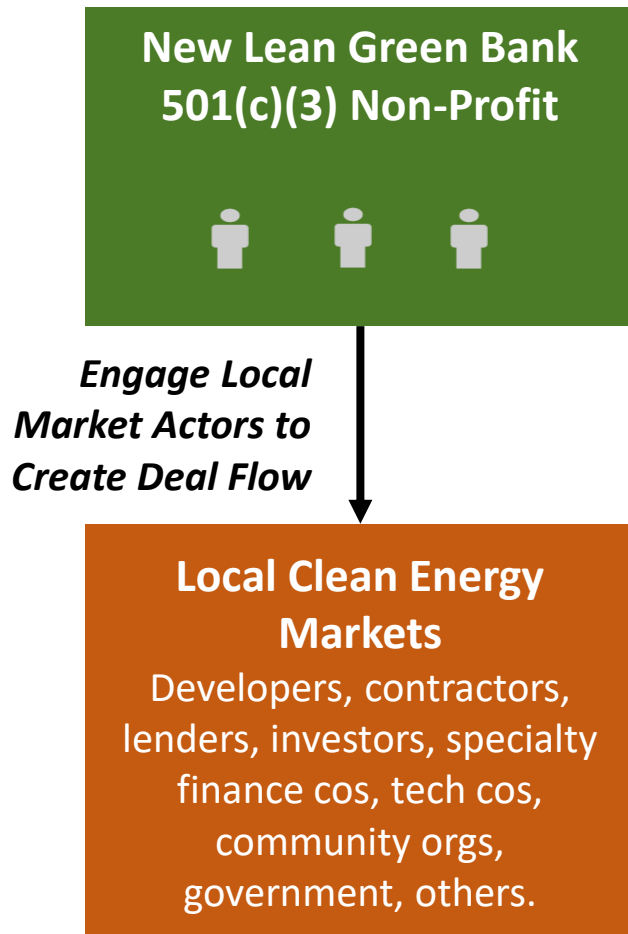 New Lean Green Bank
501(c)(3) Non-Profit
Engage Local
Market Actors to
Create Deal Flow
Local Clean Energy
Markets
Developers, contractors,
lenders, investors, specialty
finance cos, tech cos,
community orgs,
government, others.